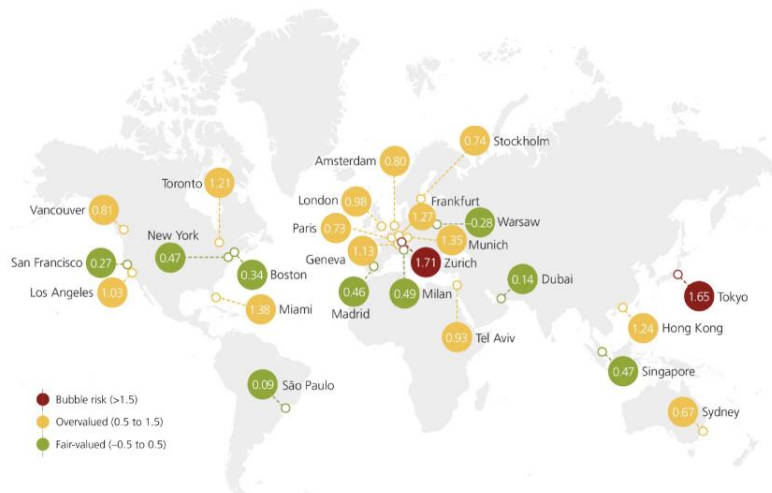 Stockholm
0.74
Amsterdam
0.80
Toronto
1.21
Frankfurt
1.27
London
0.98
Vancouver
0.81
Warsaw
-0.28
Paris
0.73
New York
0.47
Munich
1.35
Geneva
1.13
San Francisco
0.27
Boston
0.34
Zurich
1.71
Dubai
0.14
Los Angeles
1.03
Madrid
0.46
Milan
0.49
Tokyo
1.65
Miami
1.38
Tel Aviv
0.93
Hong Kong
1.24
Singapore
0.47
São Paulo
0.09
Sydney
0.67
Bubble risk (>1.5)
Overvalued (0.5 to 1.5)
Fair-valued (–0.5 to 0.5)